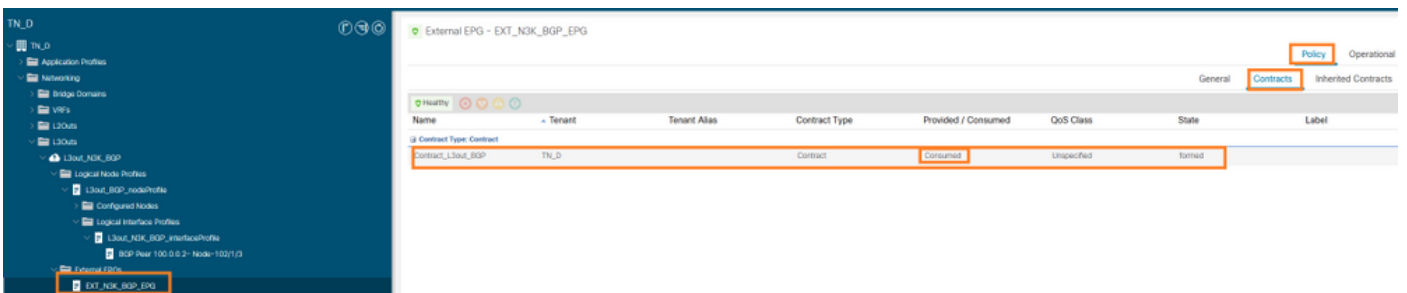 TN_D
External EPG - EXT_N3K_BGP_EPG
TN_D
Application Profiles
Networking
Bridge Domains
VRFs
L2Outs
L3Outs
L3out_N3K_BGP
Logical Node Profiles
L3out_BGP_nodeProfile
Configured Nodes
Logical Interface Profiles
L3out_N3K_BGP_interfaceProfile
BGP Peer 100.0.0.2- Node-102/1/3
External EPGs
EXT_N3K_BGP_EPG
Policy Operational
General Contracts Inherited Contracts
Healthy
Name Tenant Tenant Alias Contract Type Provided / Consumed QoS Class State Label
Contract Type: Contract
Contract_L3out_BGP TN_D Contract Consumed Unspecified formed